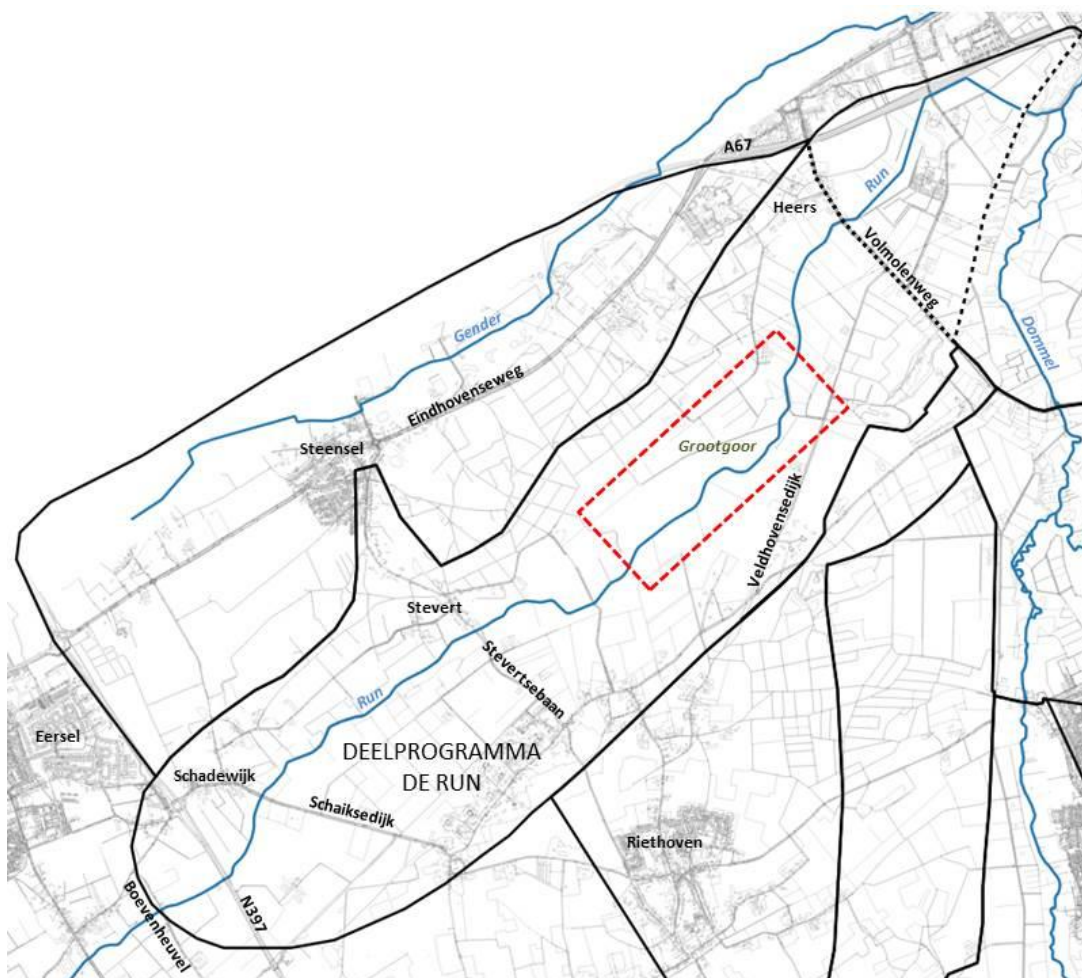 A67
Run
Heers
Volmolenweg
Gender
Dommel
Eindhovenseweg
Steensel
Grootgoor
Veldhovensedijk
Stevert
Stevertsebaan
Run
Eersel
DEELPROGRAMMA
DE RUN
Schadewijk
Schaiksedijk
Riethoven
Boevenheuvel
N397